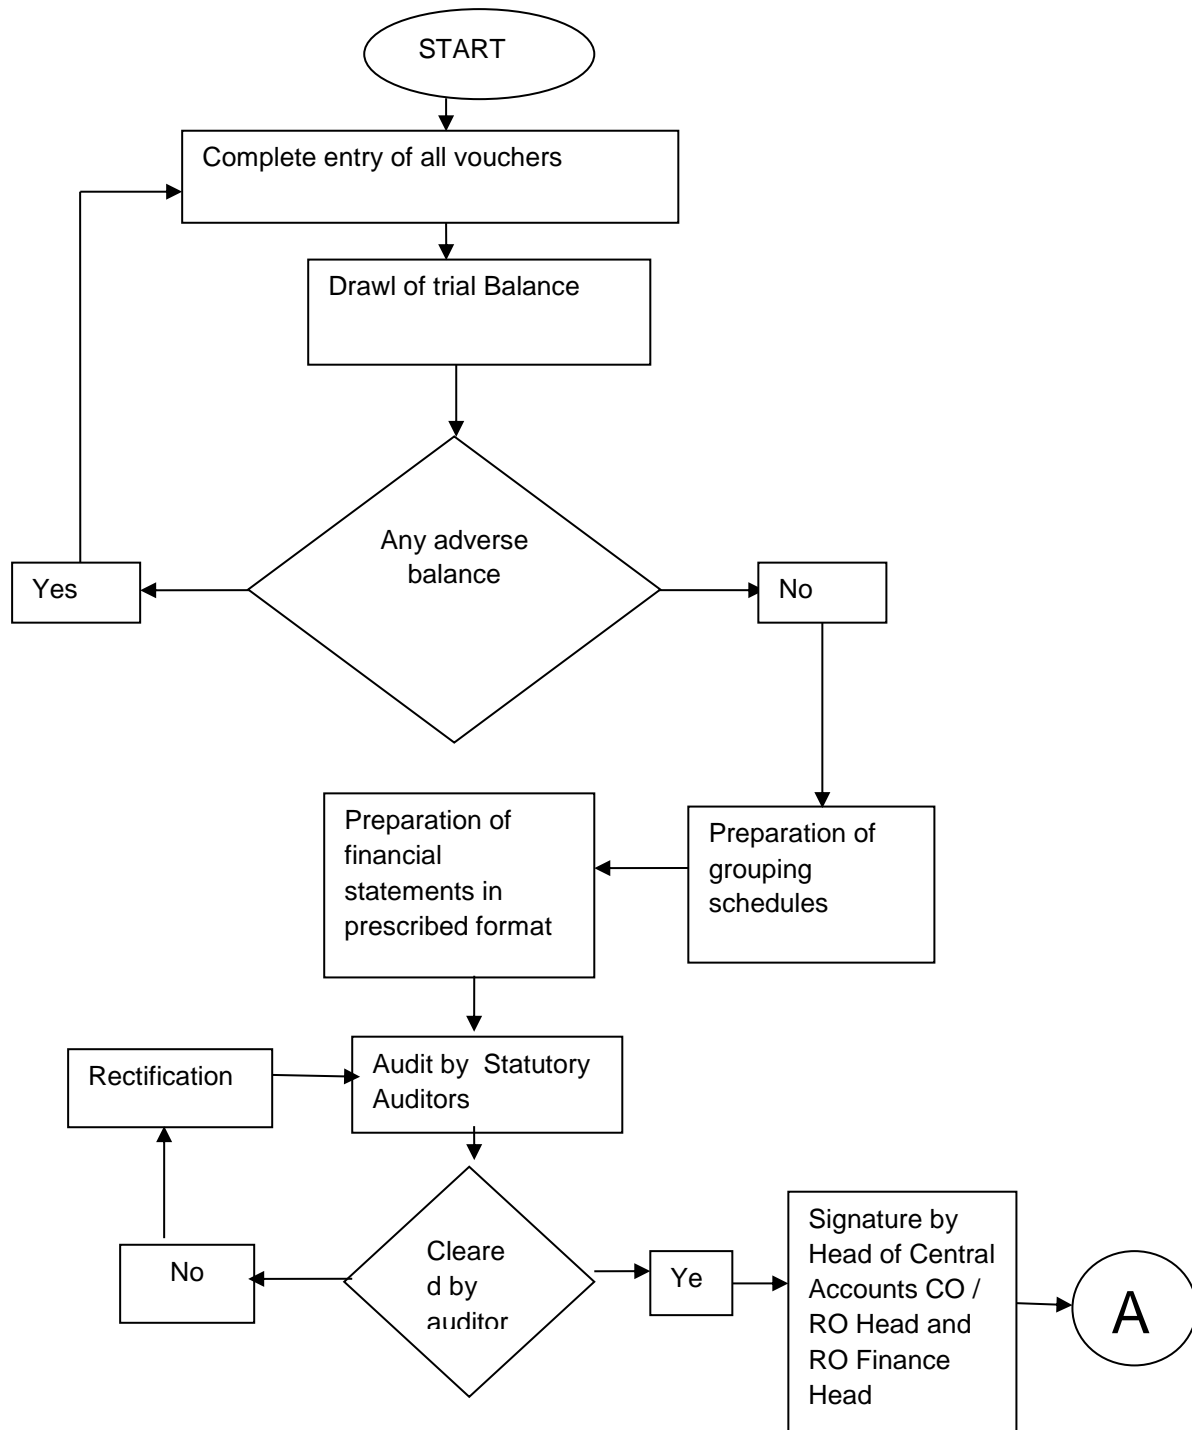 START
Complete entry of all vouchers
Drawl of trial Balance
Any adverse
balance
Yes
No
Preparation of
financial
statements in
prescribed format
Preparation of
grouping
schedules
Rectification
Audit by Statutory
Auditors
No
Cleare
d by
auditor
Ye
Signature by
Head of Central
Accounts CO /
RO Head and
RO Finance
Head
A